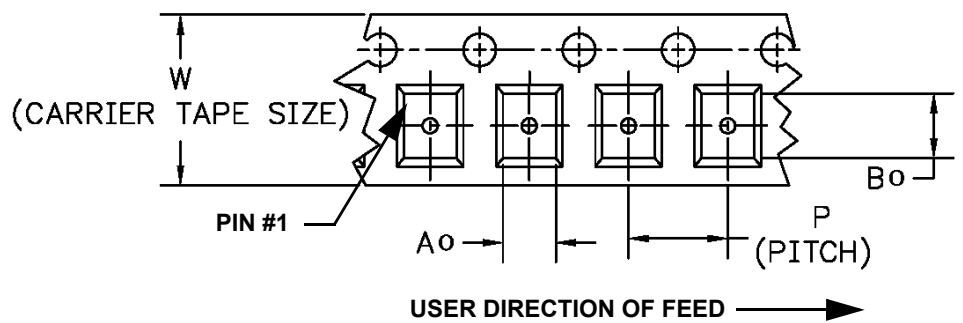 W
(CARRIER TAPE SIZE)
PIN #1
Ao
Bo
P
(PITCH)
USER DIRECTION OF FEED